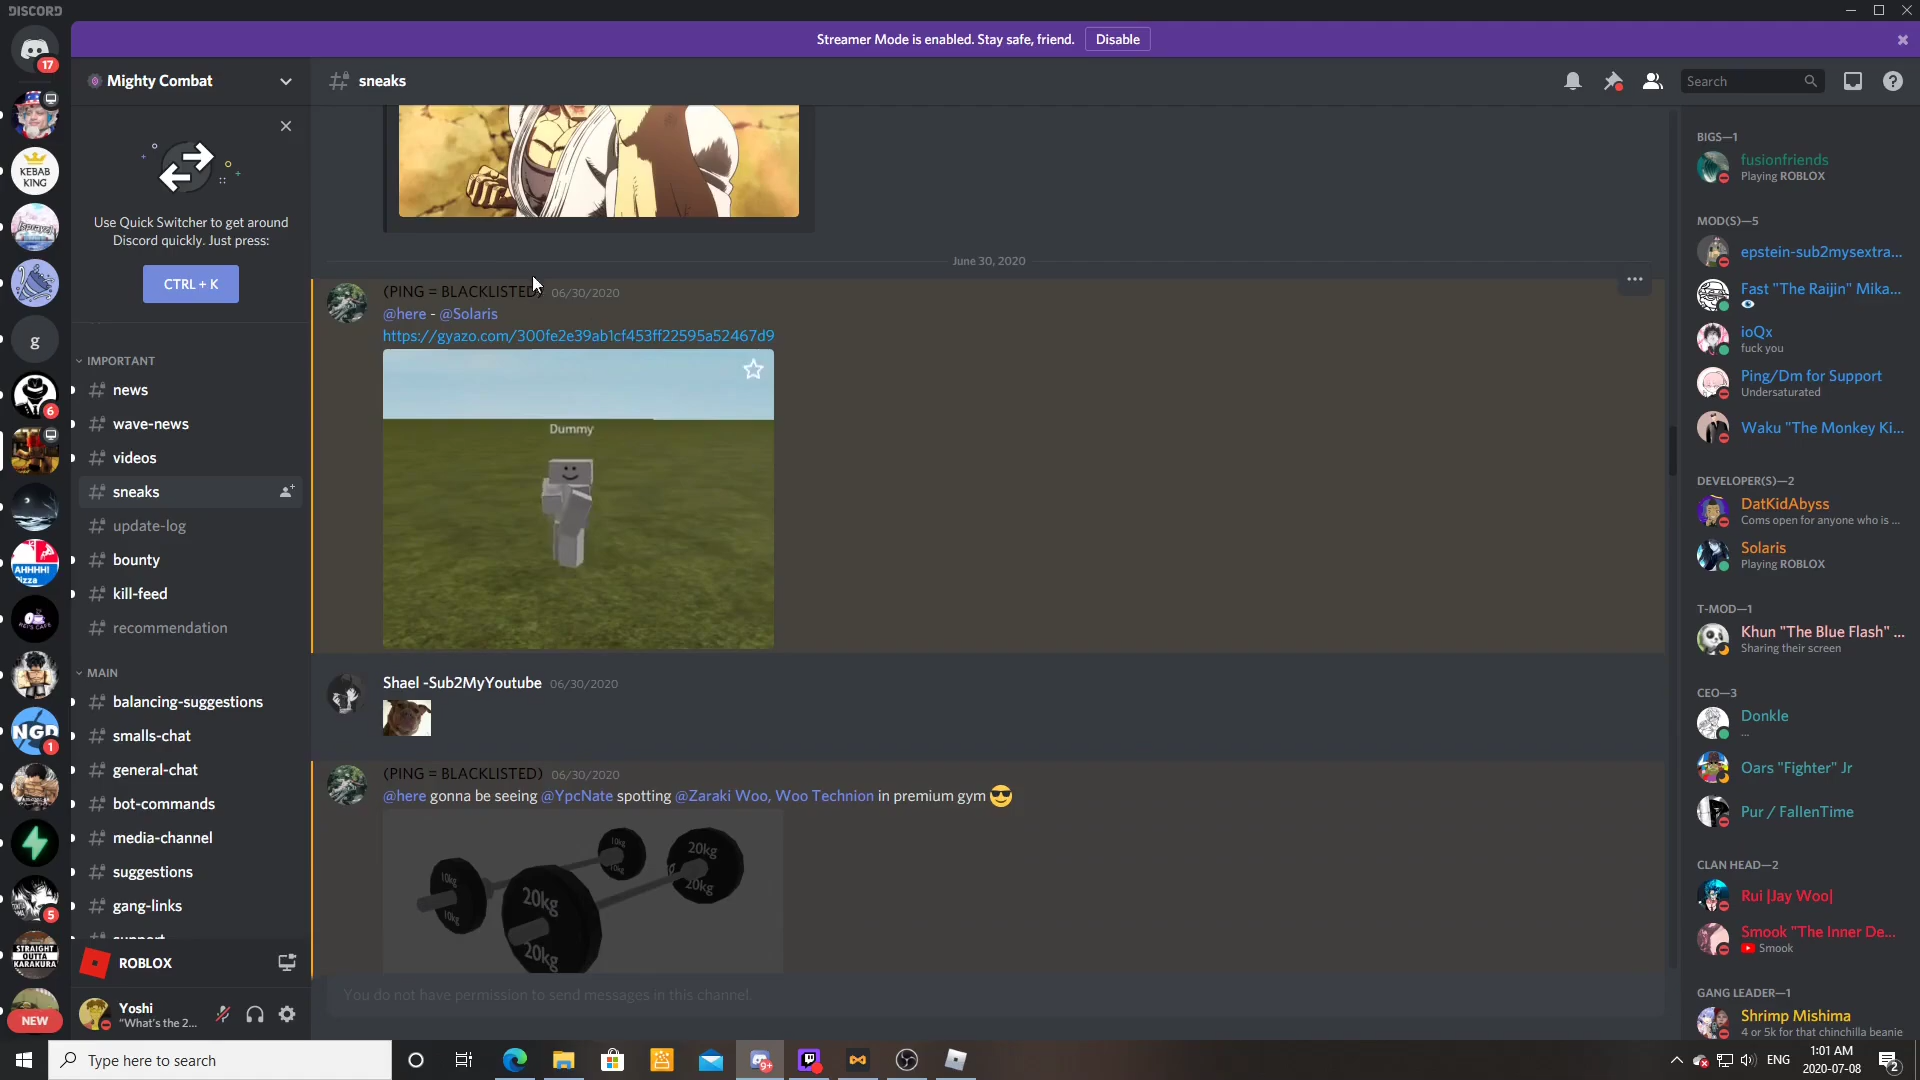 DISCORD
Streamer Mode is enabled. Stay safe, friend.
Disable
17
Mighty Combat
sneaks
Search
Use Quick Switcher to get around
Discord quickly. Just press:
CTRL + K
KEBAB
KING
g
6
AHHHH!
Pizza
NGD
1
5
STRAIGHT
OUTTA
KARAKURA
NEW
IMPORTANT
news
wave-news
videos
sneaks
update-log
bounty
kill-feed
recommendation
MAIN
balancing-suggestions
smalls-chat
general-chat
bot-commands
media-channel
suggestions
gang-links
support
ROBLOX
Yoshi
"What's the 2...
June 30, 2020
(PING = BLACKLISTED) 06/30/2020
@here - @Solaris
https://gyazo.com/300fe2e39ab1cf453ff22595a52467d9
Dummy
Shael -Sub2MyYoutube 06/30/2020
(PING = BLACKLISTED) 06/30/2020
@here gonna be seeing @YpcNate spotting @Zaraki Woo, Woo Technion in premium gym 😎
10kg
10kg
20kg
20kg
10kg
10kg
20kg
20kg
You do not have permission to send messages in this channel.
BIGS—1
fusionfriends
Playing ROBLOX
MOD(S)—5
epstein-sub2mysextra...
Fast "The Raijin" Mika...
ioQx
fuck you
Ping/Dm for Support
Undersaturated
Waku "The Monkey Ki...
DEVELOPER(S)—2
DatKidAbyss
Coms open for anyone who is ...
Solaris
Playing ROBLOX
T-MOD—1
Khun "The Blue Flash" ...
Sharing their screen
CEO—3
Donkle
...
Oars "Fighter" Jr
Pur / FallenTime
CLAN HEAD—2
Rui |Jay Woo|
Smook "The Inner De...
Smook
GANG LEADER—1
Shrimp Mishima
4 or 5k for that chinchilla beanie
Type here to search
9+
ENG
1:01 AM
2020-07-08
2